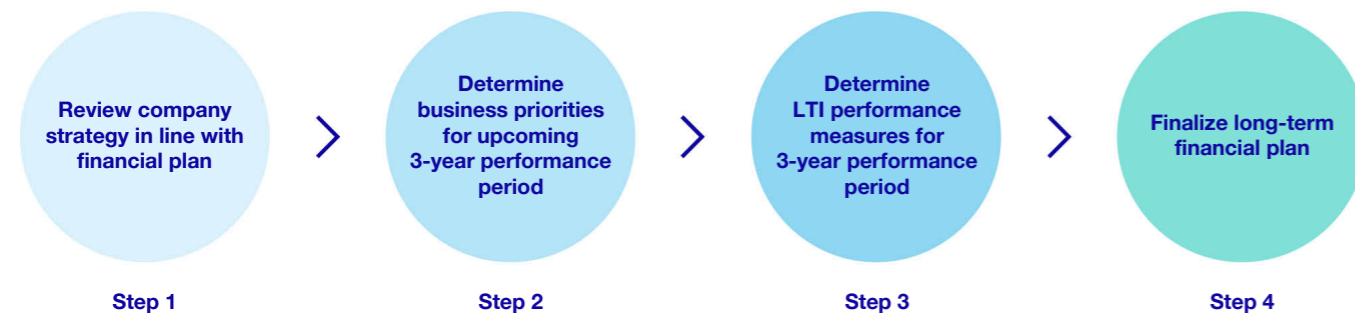 Review company
strategy in line with
financial plan
Determine
business priorities
for upcoming
3-year performance
period
Determine
LTI performance
measures for
3-year performance
period
Finalize long-term
financial plan
Step 1
Step 2
Step 3
Step 4